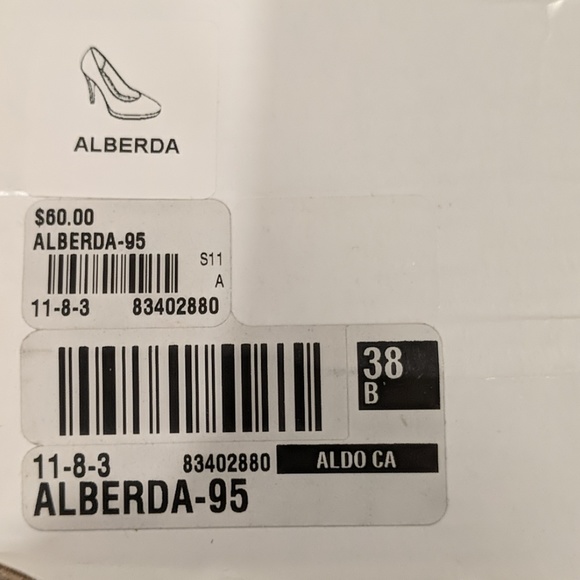 ALBERDA
$60.00
ALBERDA-95
S11
A
11-8-3 83402880
38
B
11-8-3 83402880 ALDO CA
ALBERDA-95